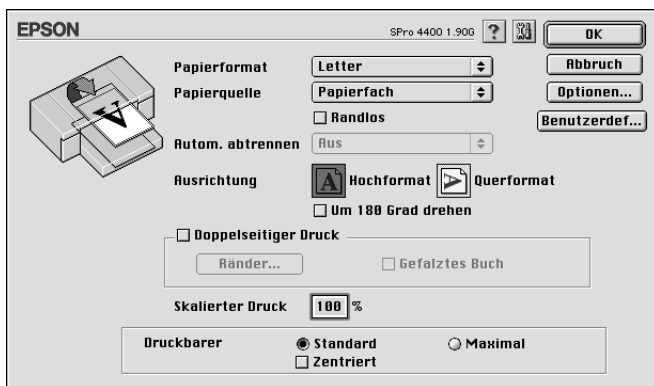 EPSON SPro 4400 1.90G ? OK
Papierformat Letter Abbruch
Papierquelle Papierfach Optionen...
Randlos Benutzerdef...
Autom. abtrennen Aus
Ausrichtung A Hochformat A Querformat
Um 180 Grad drehen
Doppelseitiger Druck
Ränder... Gefalztes Buch
Skalierter Druck 100 %
Druckbarer Standard Maximal
Zentriert